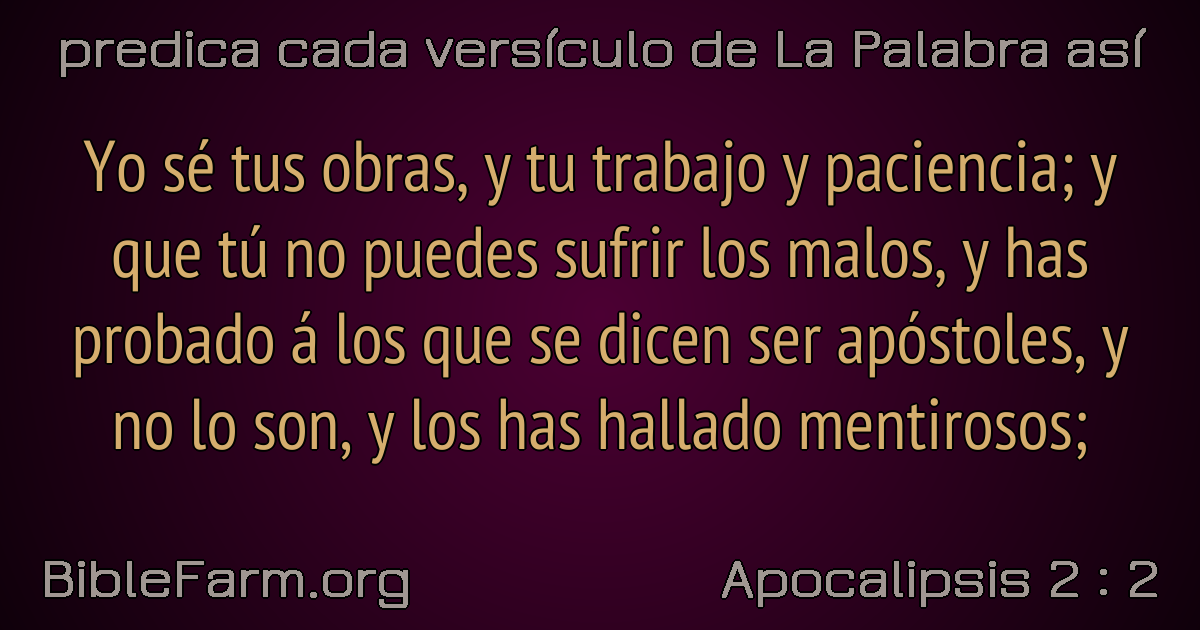 predica cada versículo de La Palabra así
Yo sé tus obras, y tu trabajo y paciencia; y
que tú no puedes sufrir los malos, y has
probado á los que se dicen ser apóstoles, y
no lo son, y los has hallado mentirosos;
BibleFarm.org
Apocalipsis 2 : 2